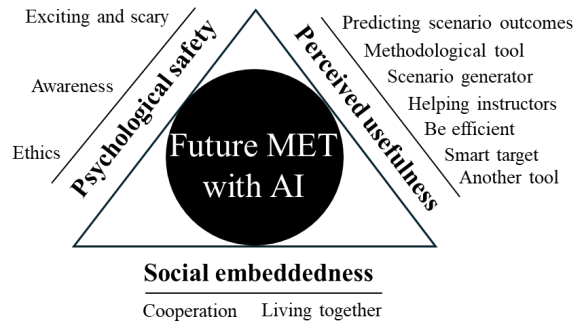 Exciting and scary
Awareness
Ethics
Psychological safety
Predicting scenario outcomes
Methodological tool
Scenario generator
Helping instructors
Be efficient
Smart target
Another tool
Perceived usefulness
Future MET
with AI
Social embeddedness
Cooperation Living together